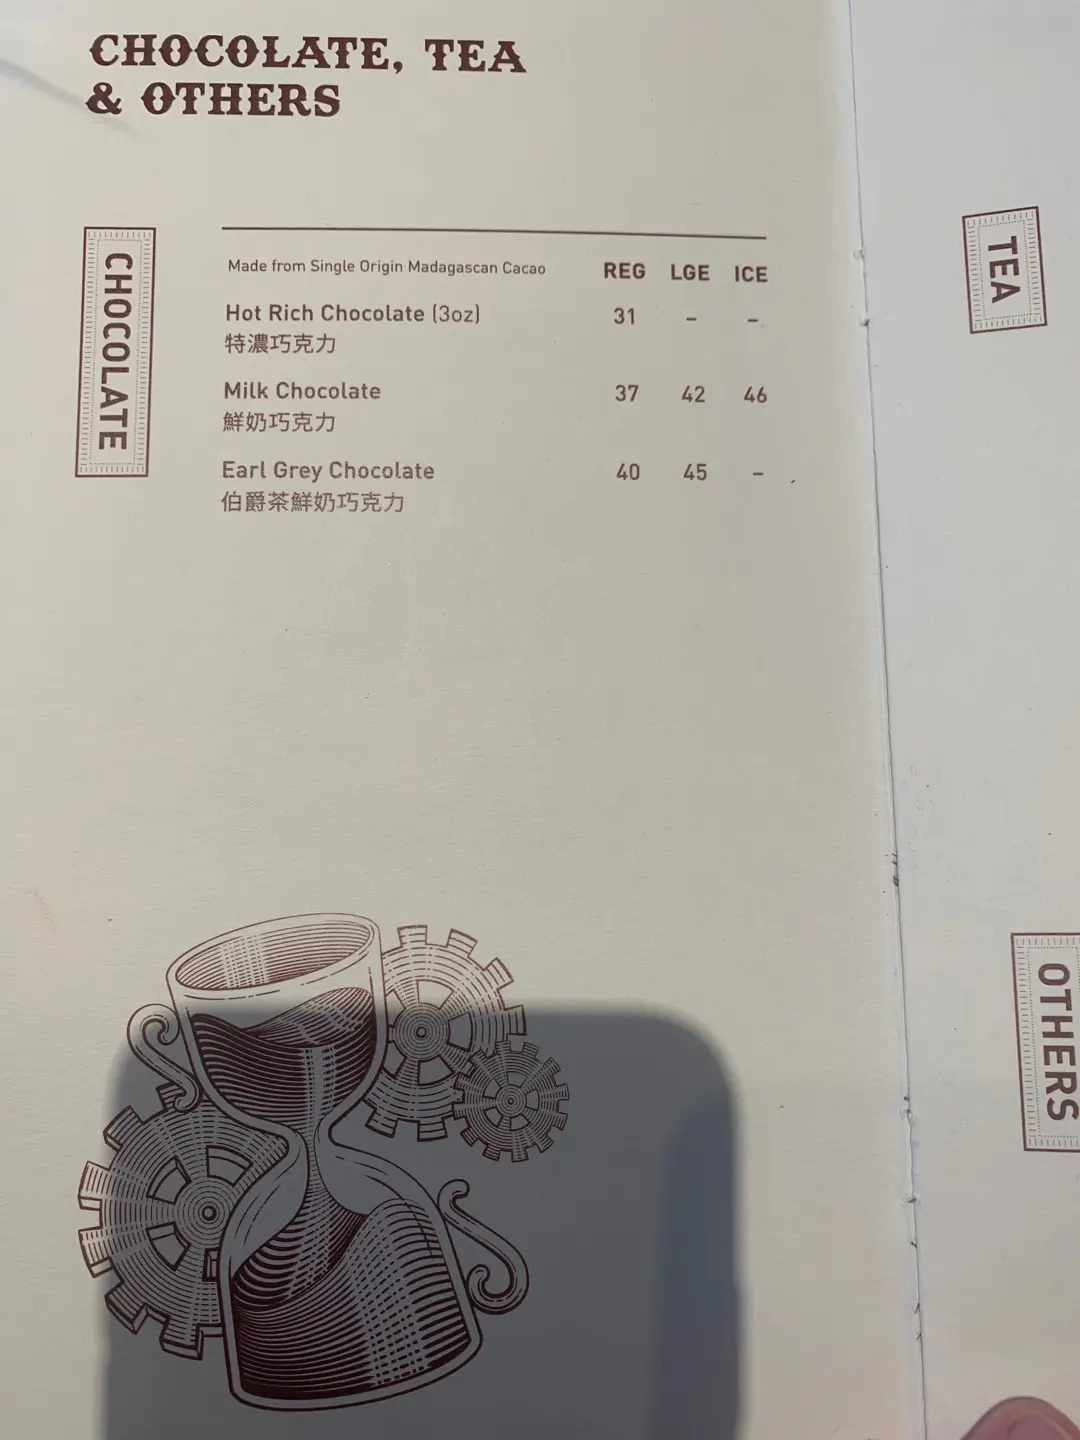 CHOCOLATE, TEA
& OTHERS
CHOCOLATE
Made from Single Origin Madagascan Cacao REG LGE ICE
Hot Rich Chocolate (3oz) 31 – –
特濃巧克力
Milk Chocolate 37 42 46
鮮奶巧克力
Earl Grey Chocolate 40 45 –
伯爵茶鮮奶巧克力
TEA
OTHERS